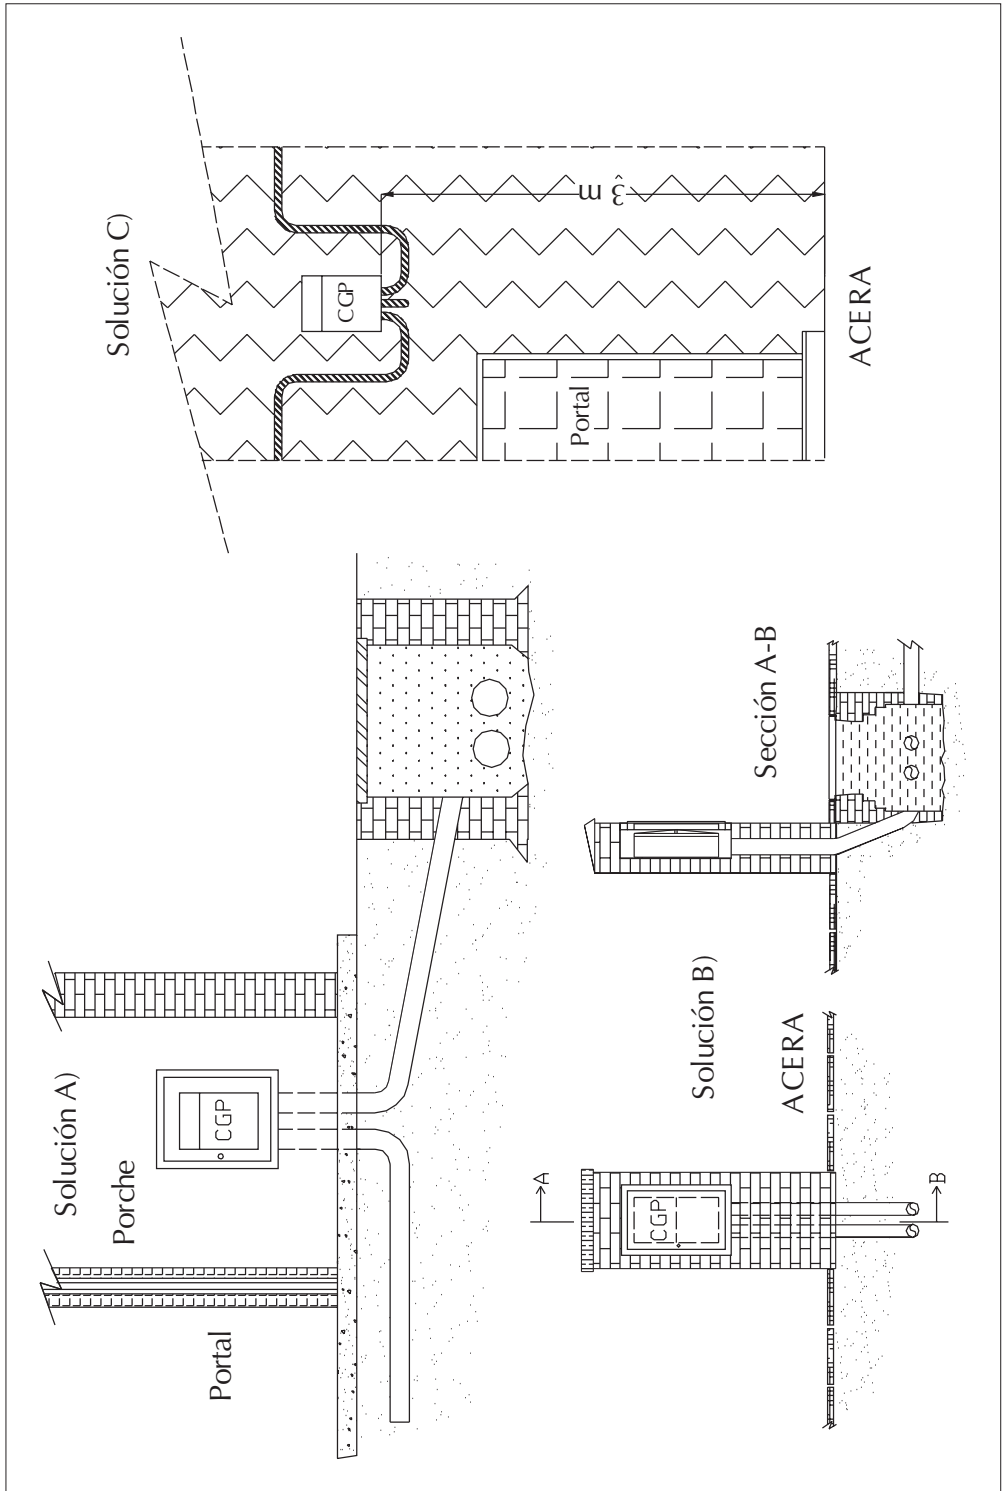 Solución A)
Porche
Portal
CGP
Solución C)
CGP
^3 m
Portal
ACERA
Solución B)
ACERA
A
CGP
B
Sección A-B